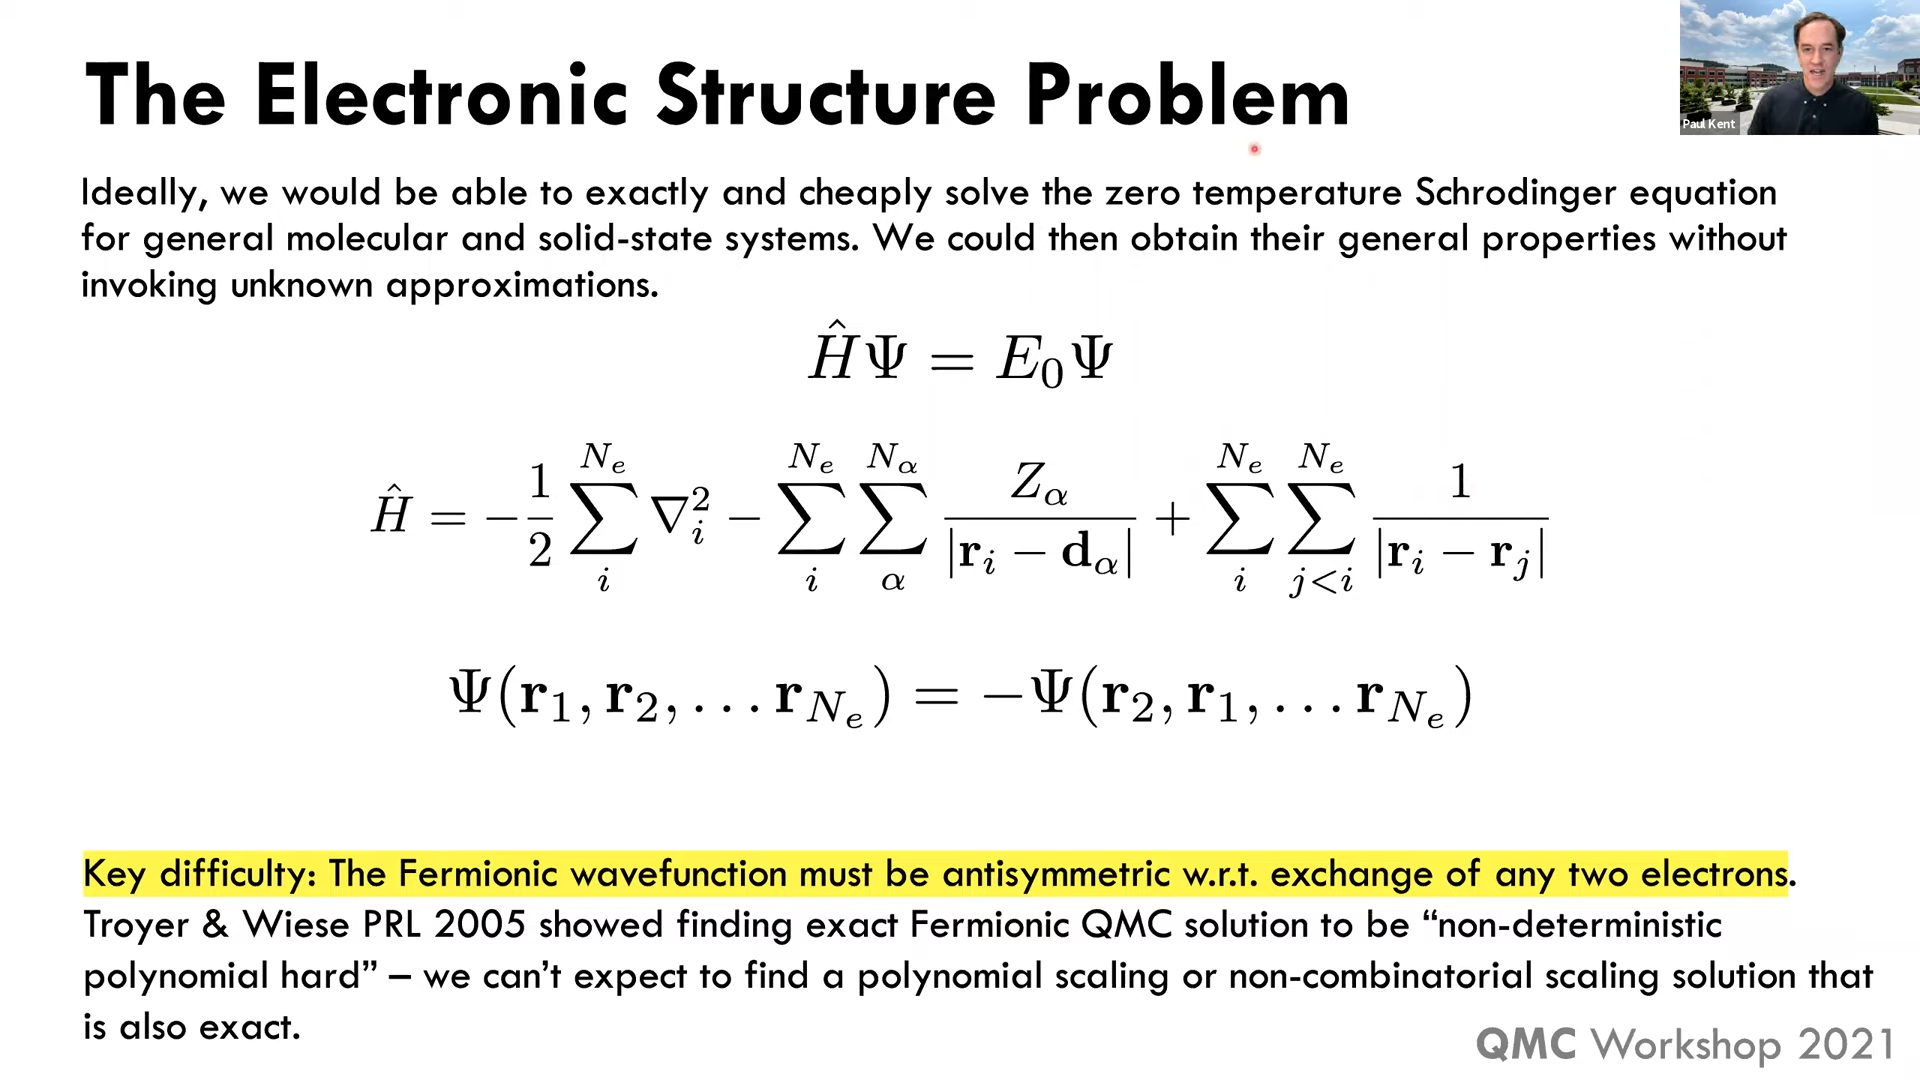 The Electronic Structure Problem
Paul Kent
Ideally, we would be able to exactly and cheaply solve the zero temperature Schrodinger equation
for general molecular and solid-state systems. We could then obtain their general properties without
invoking unknown approximations.
$\hat{H}\Psi = E_0\Psi$
$\hat{H} = -\frac{1}{2}\sum_{i}^{N_e}\nabla_i^2 - \sum_{i}^{N_e}\sum_{\alpha}^{N_\alpha}\frac{Z_\alpha}{|\mathbf{r}_i - \mathbf{d}_\alpha|} + \sum_{i}^{N_e}\sum_{j<i}^{N_e}\frac{1}{|\mathbf{r}_i - \mathbf{r}_j|}$
$\Psi(\mathbf{r}_1, \mathbf{r}_2, \ldots \mathbf{r}_{N_e}) = -\Psi(\mathbf{r}_2, \mathbf{r}_1, \ldots \mathbf{r}_{N_e})$
Key difficulty: The Fermionic wavefunction must be antisymmetric w.r.t. exchange of any two electrons.
Troyer & Wiese PRL 2005 showed finding exact Fermionic QMC solution to be “non-deterministic
polynomial hard” – we can’t expect to find a polynomial scaling or non-combinatorial scaling solution that
is also exact.
QMC Workshop 2021